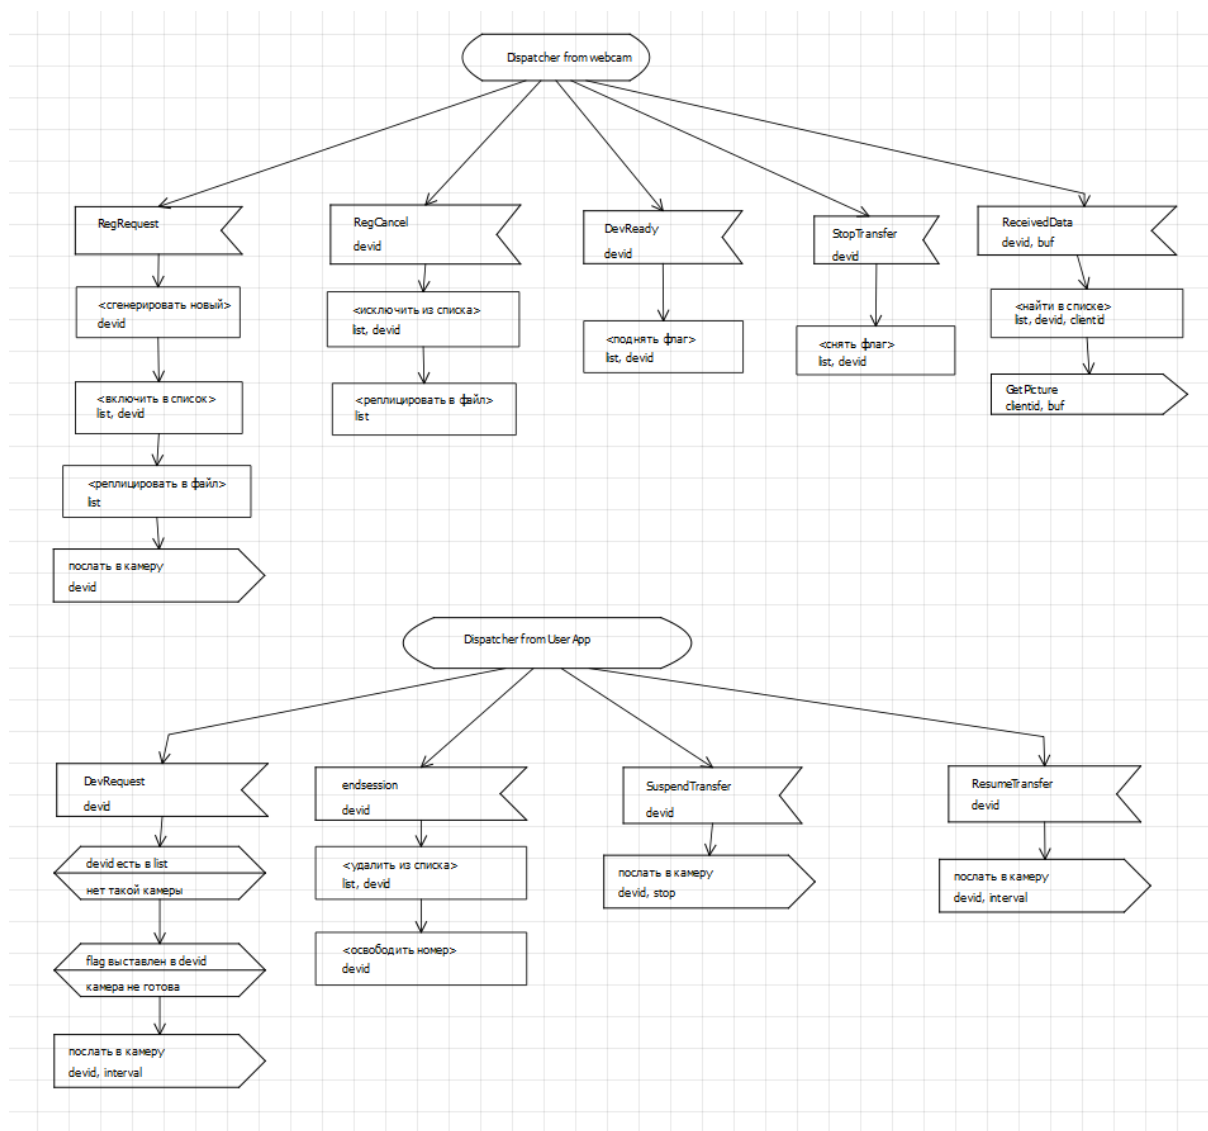 Dispatcher from webcam
RegRequest
<сгенерировать новый>
devid
<включить в список>
list, devid
<реплицировать в файл>
list
послать в камеру
devid
RegCancel
devid
<исключить из списка>
list, devid
<реплицировать в файл>
list
DevReady
devid
<поднять флаг>
list, devid
StopTransfer
devid
<снять флаг>
list, devid
ReceivedData
devid, buf
<найти в списке>
list, devid, clientid
GetPicture
clientid, buf
Dispatcher from User App
DevRequest
devid
devid есть в list
нет такой камеры
flag выставлен в devid
камера не готова
послать в камеру
devid, interval
endsession
devid
<удалить из списка>
list, devid
<освободить номер>
devid
SuspendTransfer
devid
послать в камеру
devid, stop
ResumeTransfer
devid
послать в камеру
devid, interval